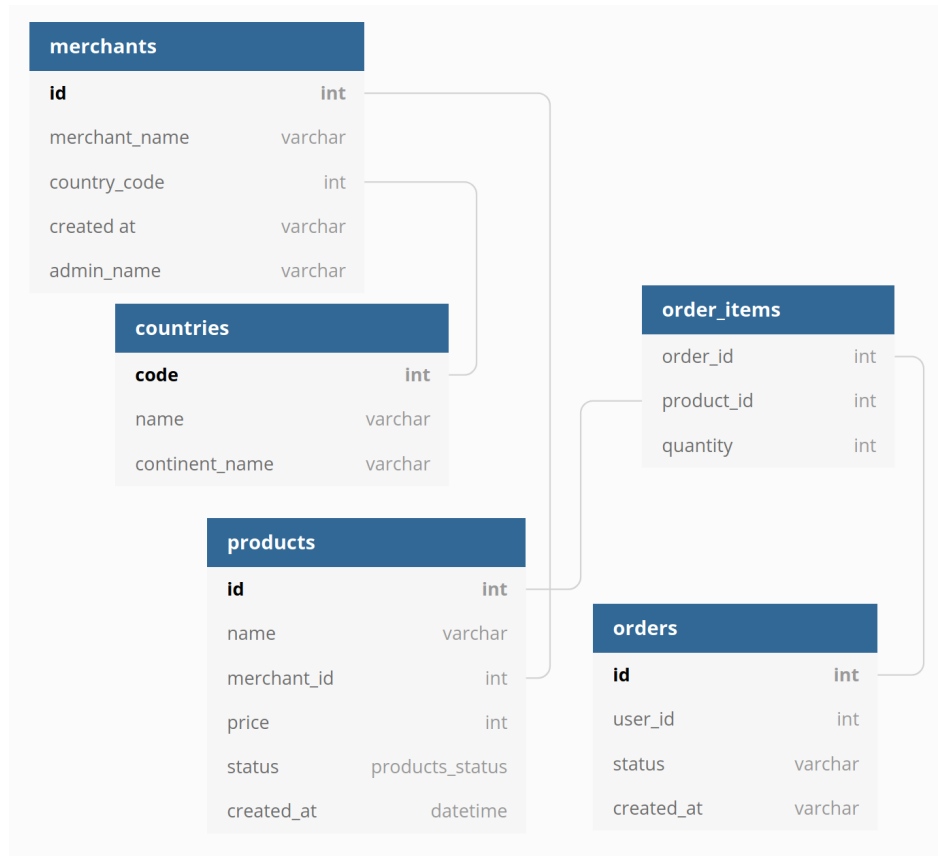 merchants
id int
merchant_name varchar
country_code int
created at varchar
admin_name varchar
countries
code int
name varchar
continent_name varchar
order_items
order_id int
product_id int
quantity int
products
id int
name varchar
merchant_id int
price int
status products_status
created_at datetime
orders
id int
user_id int
status varchar
created_at varchar